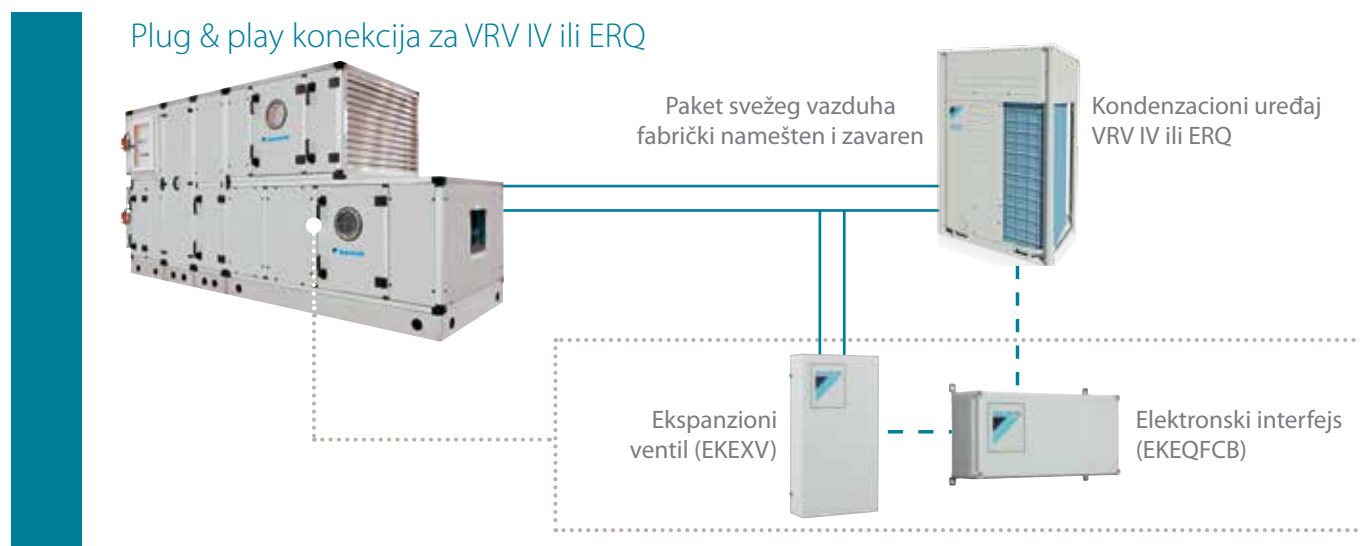 Plug & play konekcija za VRV IV ili ERQ
Paket svežeg vazduha
fabrički namešten i zavaren
Kondenzacioni uređaj
VRV IV ili ERQ
Ekspanzioni
ventil (EKEXV)
Elektronski interfejs
(EKEQFCB)